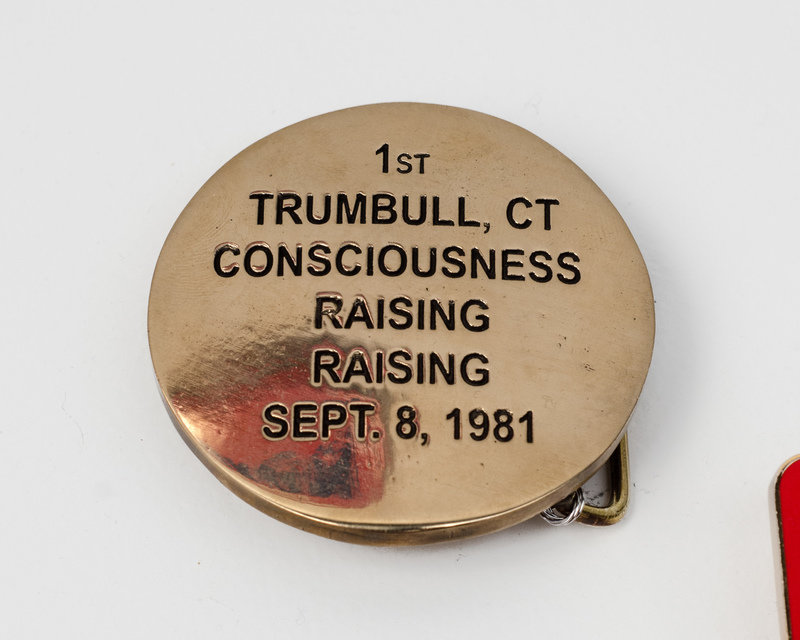 1ST
TRUMBULL, CT
CONSCIOUSNESS
RAISING
RAISING
SEPT. 8, 1981